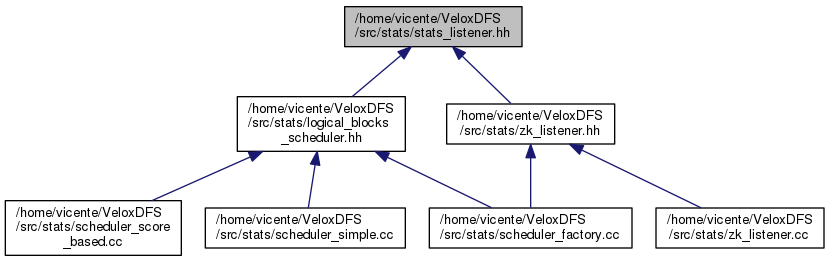 /home/vicente/VeloxDFS
/src/stats/stats_listener.hh
/home/vicente/VeloxDFS
/src/stats/logical_blocks
_scheduler.hh
/home/vicente/VeloxDFS
/src/stats/zk_listener.hh
/home/vicente/VeloxDFS
/src/stats/scheduler_score
_based.cc
/home/vicente/VeloxDFS
/src/stats/scheduler_simple.cc
/home/vicente/VeloxDFS
/src/stats/scheduler_factory.cc
/home/vicente/VeloxDFS
/src/stats/zk_listener.cc